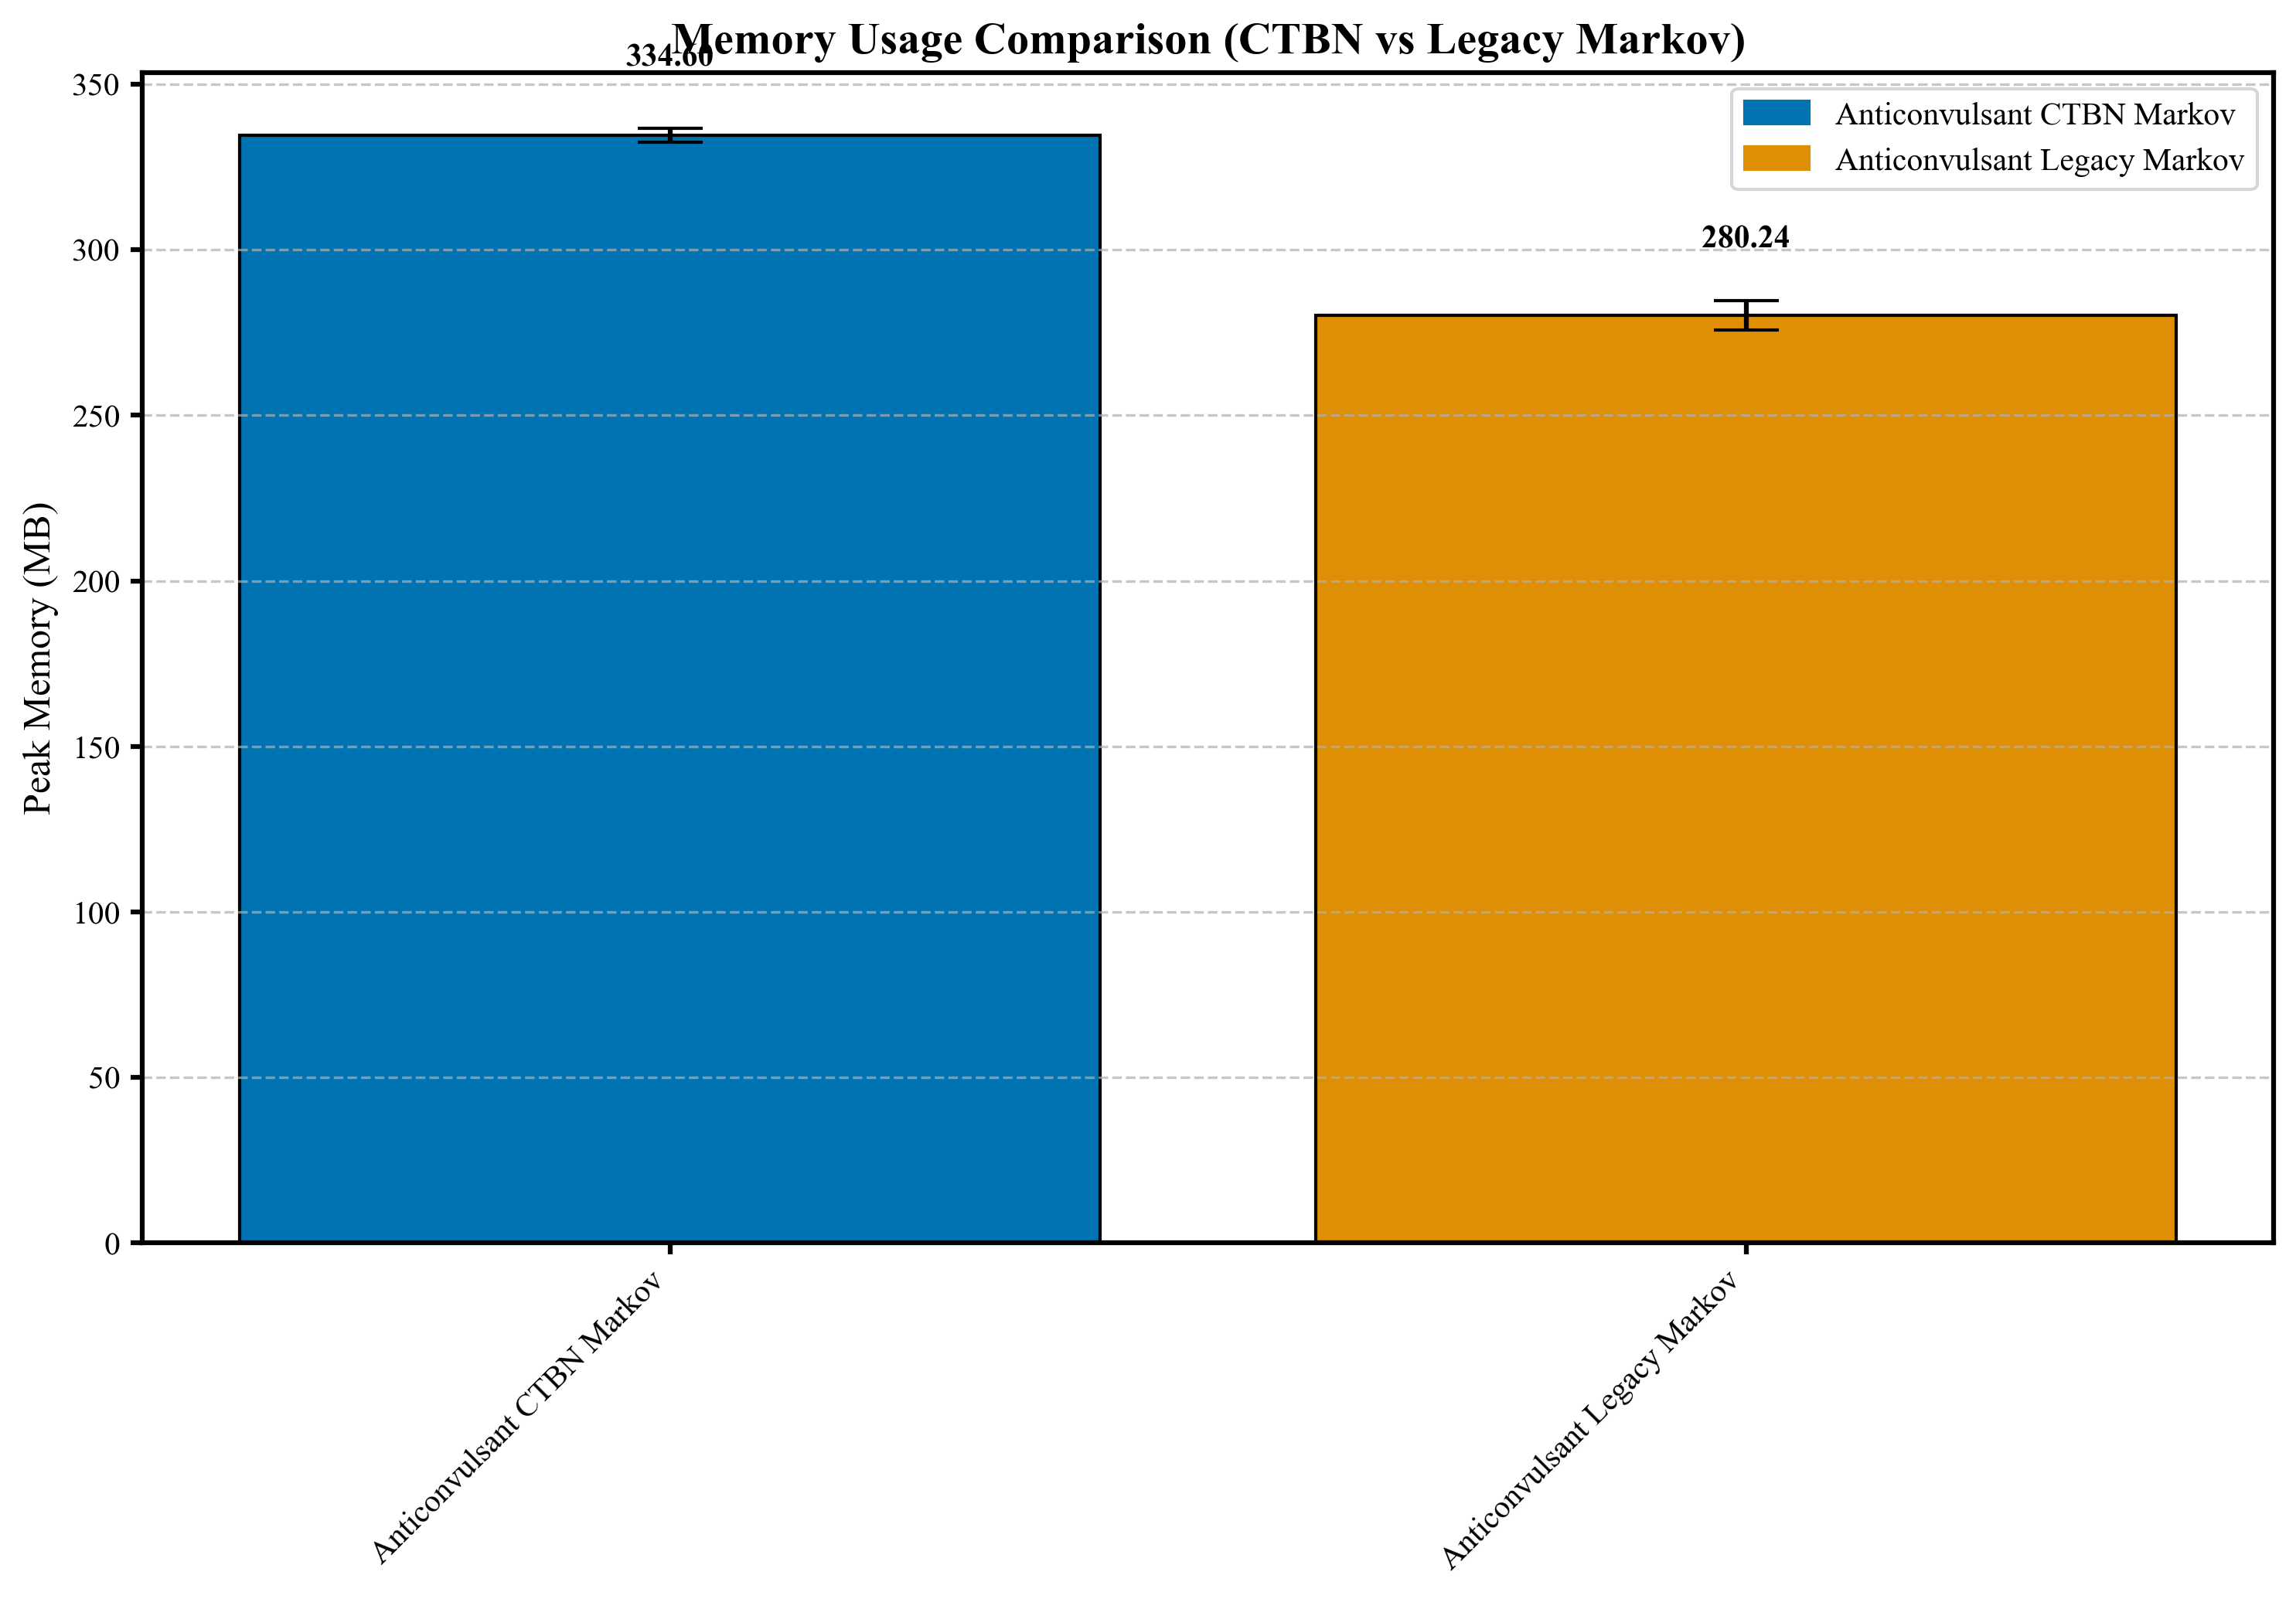 Memory Usage Comparison (CTBN vs Legacy Markov)
334.60
350
Anticonvulsant CTBN Markov
Anticonvulsant Legacy Markov
300
280.24
250
200
150
100
50
0
Peak Memory (MB)
Anticonvulsant CTBN Markov
Anticonvulsant Legacy Markov